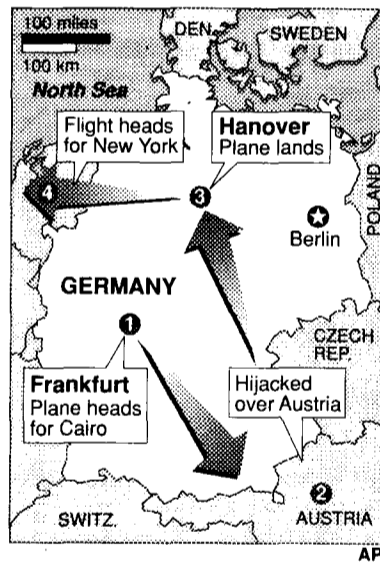 100 miles
100 km
North Sea
DEN.
SWEDEN
Flight heads
for New York
Hanover
Plane lands
4
3
POLAND
Berlin
GERMANY
1
CZECH
REP.
Frankfurt
Plane heads
for Cairo
Hijacked
over Austria
2
SWITZ.
AUSTRIA
AP